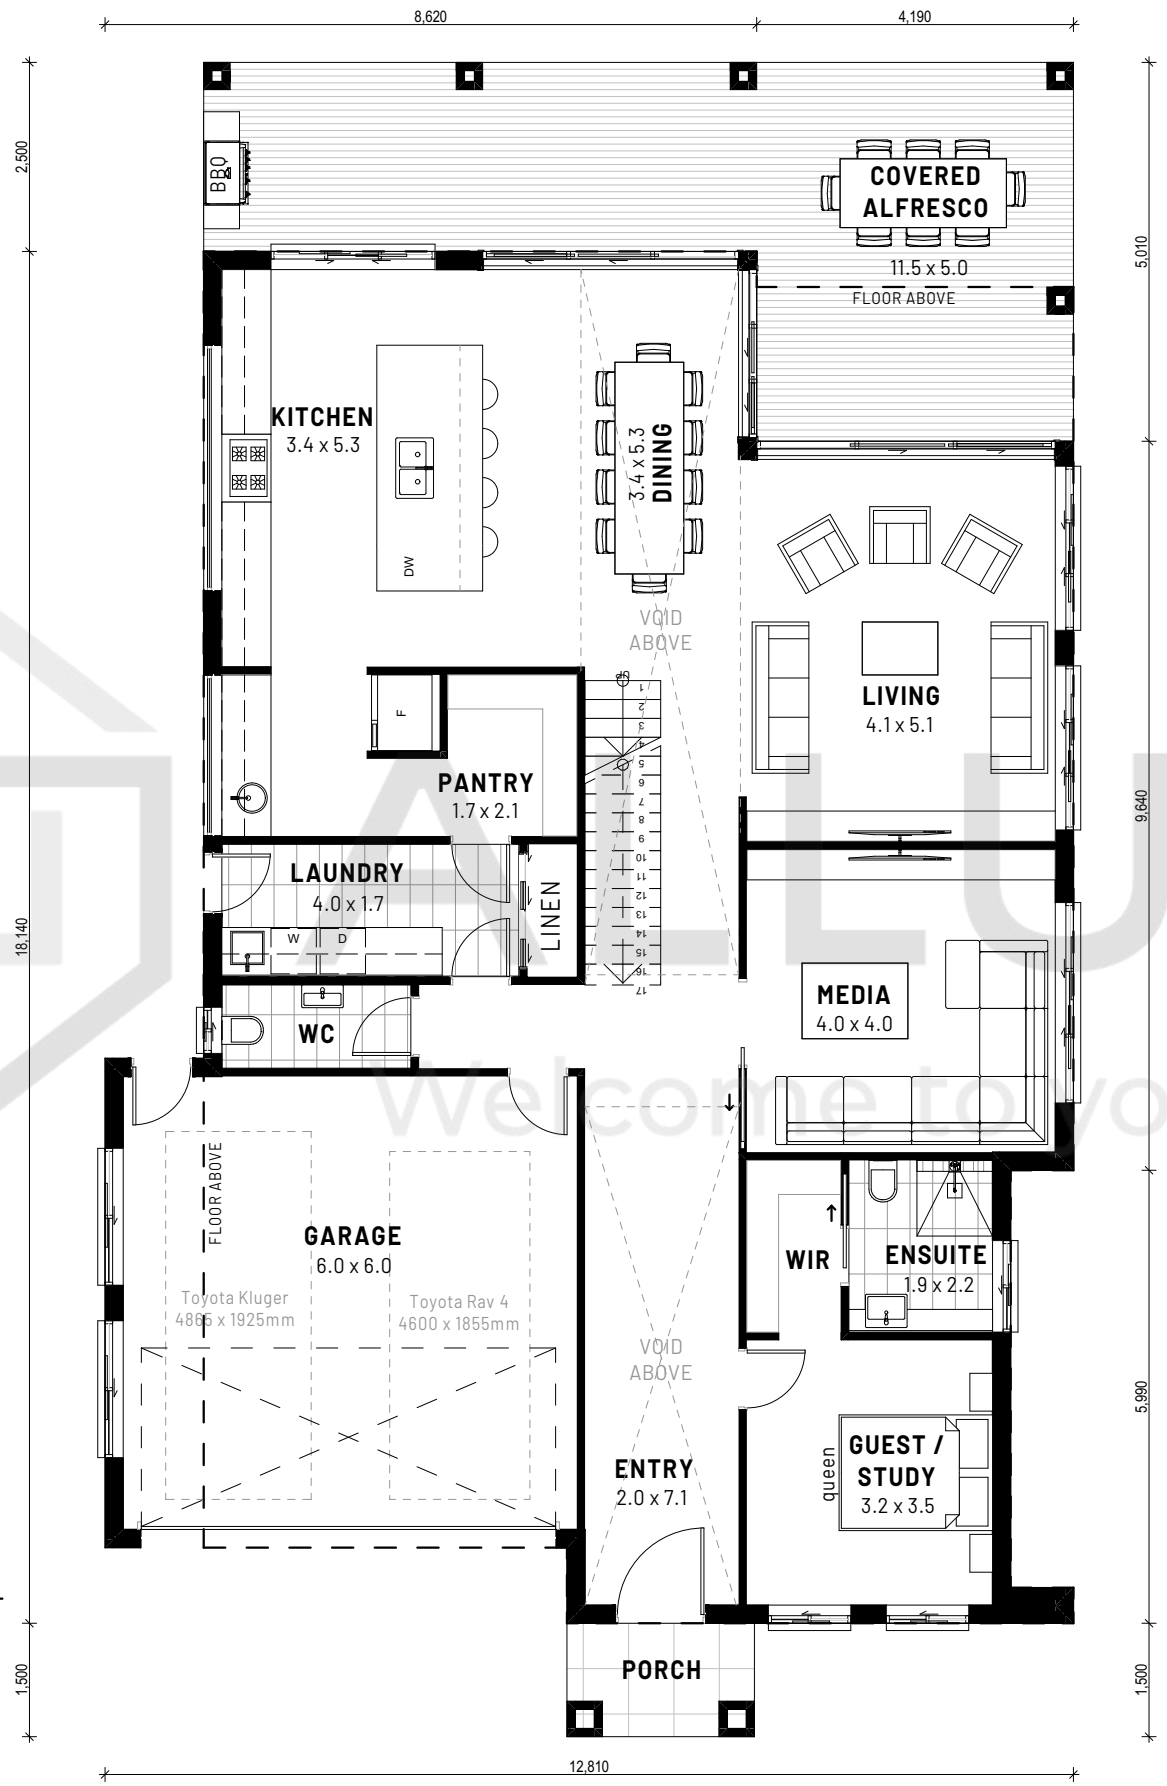 8,620
4,190
2,500
BBQ
COVERED
ALFRESCO
11.5 x 5.0
FLOOR ABOVE
5,010
KITCHEN
3.4 x 5.3
DW
3.4 x 5.3
DINING
VOID
ABOVE
LIVING
4.1 x 5.1
F
PANTRY
1.7 x 2.1
1
2
3
4
5
6
7
8
9
10
11
12
13
14
15
16
17
9,640
ALLU
LAUNDRY
4.0 x 1.7
W
D
LINEN
18,140
WC
MEDIA
4.0 x 4.0
Welcome to yo
FLOOR ABOVE
GARAGE
6.0 x 6.0
Toyota Kluger
4865 x 1925mm
Toyota Rav 4
4600 x 1855mm
WIR
ENSUITE
1.9 x 2.2
VOID
ABOVE
5,990
ENTRY
2.0 x 7.1
queen
GUEST /
STUDY
3.2 x 3.5
PORCH
1,500
1,500
12,810